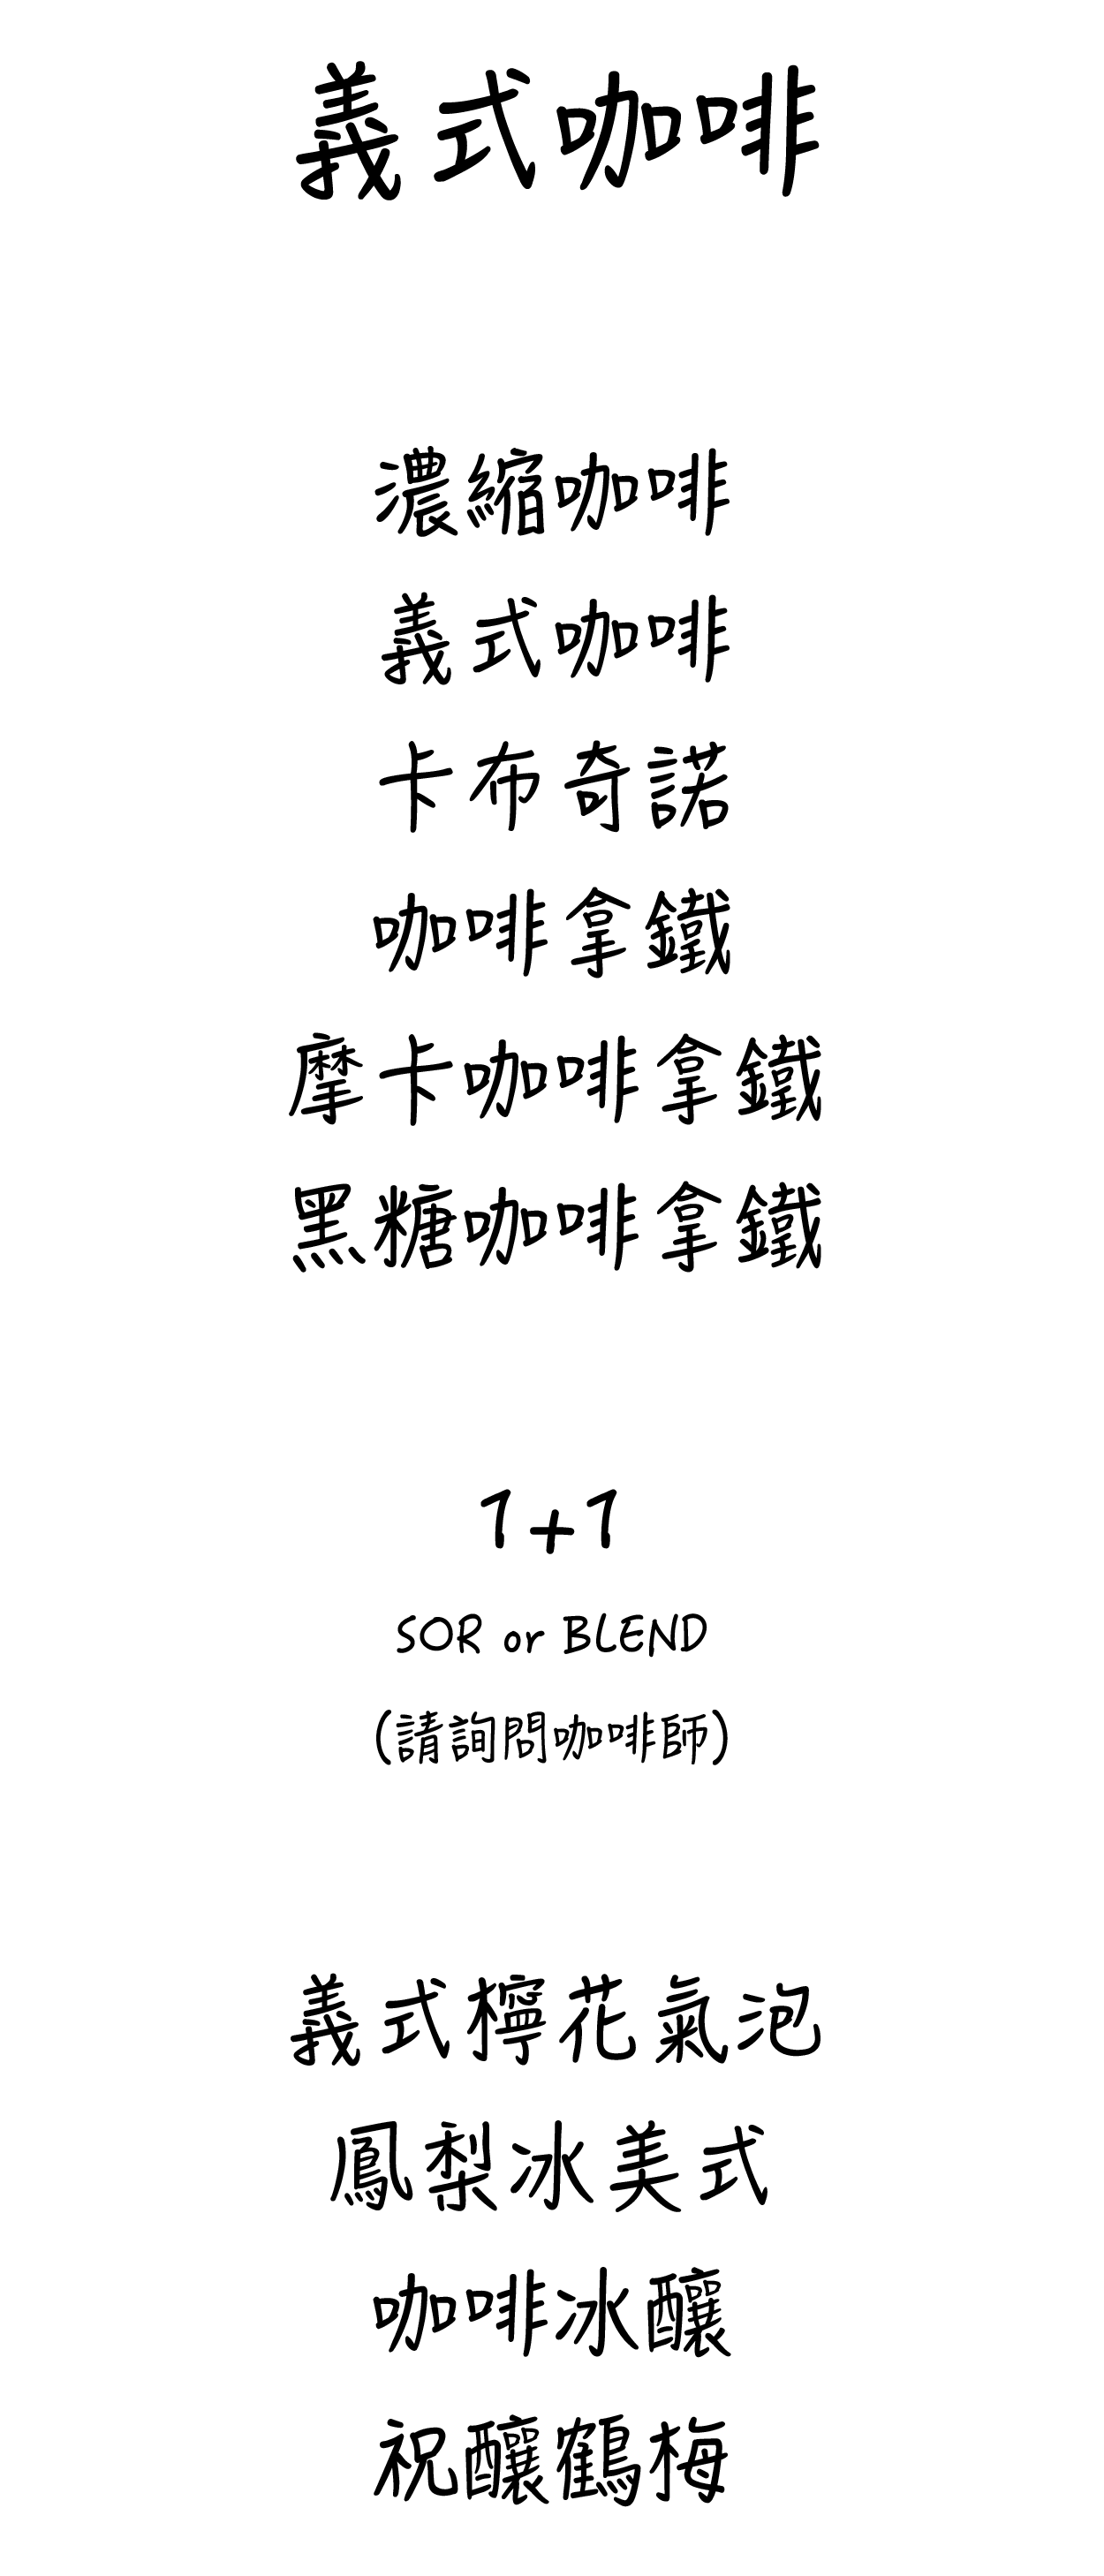 義式咖啡
濃縮咖啡
義式咖啡
卡布奇諾
咖啡拿鐵
摩卡咖啡拿鐵
黑糖咖啡拿鐵
1+1
SOR or BLEND
(請詢問咖啡師)
義式檸花氣泡
鳳梨冰美式
咖啡冰釀
祝釀鶴梅